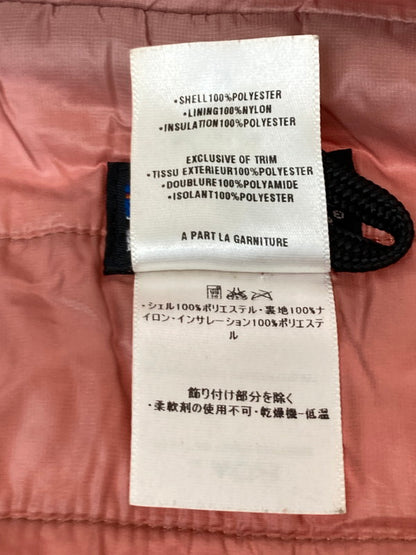 •SHELL100%POLYESTER
•LINING100%NYLON
•INSULATION100%POLYESTER
EXCLUSIVE OF TRIM
•TISSU EXTERIEUR100%POLYESTER
•DOUBLURE100%POLYAMIDE
•ISOLANT100%POLYESTER
A PART LA GARNITURE
・シェル100%ポリエステル・裏地100%ナ
イロン・インサレーション100%ポリエステ
ル
飾り付け部分を除く
・柔軟剤の使用不可・乾燥機−低温